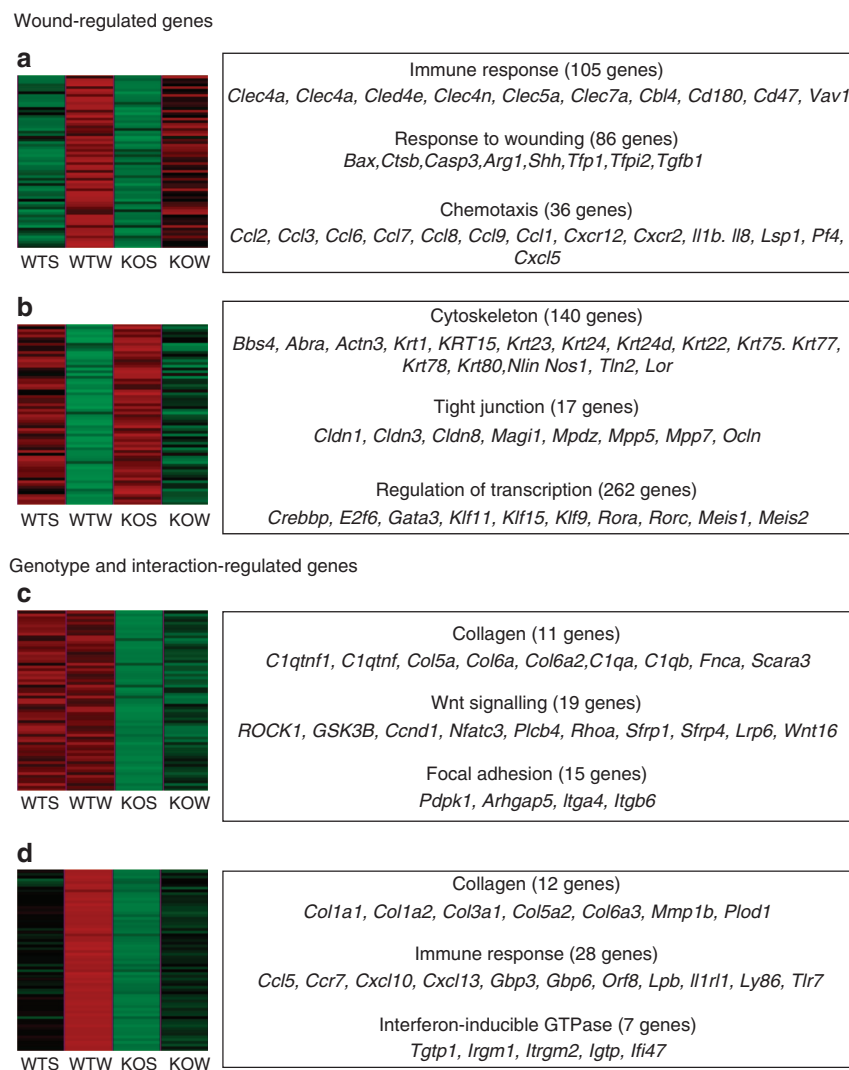 Wound-regulated genes
a
WTS WTW KOS KOW
Immune response (105 genes)
Clec4a, Clec4a, Cled4e, Clec4n, Clec5a, Clec7a, Cbl4, Cd180, Cd47, Vav1
Response to wounding (86 genes)
Bax,Ctsb,Casp3,Arg1,Shh,Tfp1,Tfpi2,Tgfb1
Chemotaxis (36 genes)
Ccl2, Ccl3, Ccl6, Ccl7, Ccl8, Ccl9, Ccl1, Cxcr12, Cxcr2, Il1b. Il8, Lsp1, Pf4,
Cxcl5
b
WTS WTW KOS KOW
Cytoskeleton (140 genes)
Bbs4, Abra, Actn3, Krt1, KRT15, Krt23, Krt24, Krt24d, Krt22, Krt75. Krt77,
Krt78, Krt80,Nlin Nos1, Tln2, Lor
Tight junction (17 genes)
Cldn1, Cldn3, Cldn8, Magi1, Mpdz, Mpp5, Mpp7, Ocln
Regulation of transcription (262 genes)
Crebbp, E2f6, Gata3, Klf11, Klf15, Klf9, Rora, Rorc, Meis1, Meis2
Genotype and interaction-regulated genes
c
WTS WTW KOS KOW
Collagen (11 genes)
C1qtnf1, C1qtnf, Col5a, Col6a, Col6a2,C1qa, C1qb, Fnca, Scara3
Wnt signalling (19 genes)
ROCK1, GSK3B, Ccnd1, Nfatc3, Plcb4, Rhoa, Sfrp1, Sfrp4, Lrp6, Wnt16
Focal adhesion (15 genes)
Pdpk1, Arhgap5, Itga4, Itgb6
d
WTS WTW KOS KOW
Collagen (12 genes)
Col1a1, Col1a2, Col3a1, Col5a2, Col6a3, Mmp1b, Plod1
Immune response (28 genes)
Ccl5, Ccr7, Cxcl10, Cxcl13, Gbp3, Gbp6, Orf8, Lpb, Il1rl1, Ly86, Tlr7
Interferon-inducible GTPase (7 genes)
Tgtp1, Irgm1, Itrgm2, Igtp, Ifi47